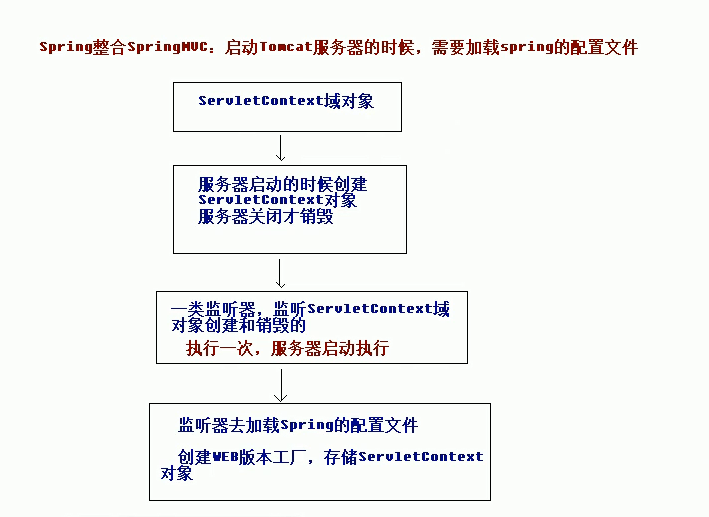 Spring整合SpringMVC：启动Tomcat服务器的时候，需要加载spring的配置文件
ServletContext域对象
服务器启动的时候创建
ServletContext对象
服务器关闭才销毁
一类监听器，监听ServletContext域
对象创建和销毁的
执行一次，服务器启动执行
监听器去加载Spring的配置文件
创建WEB版本工厂，存储ServletContext
对象